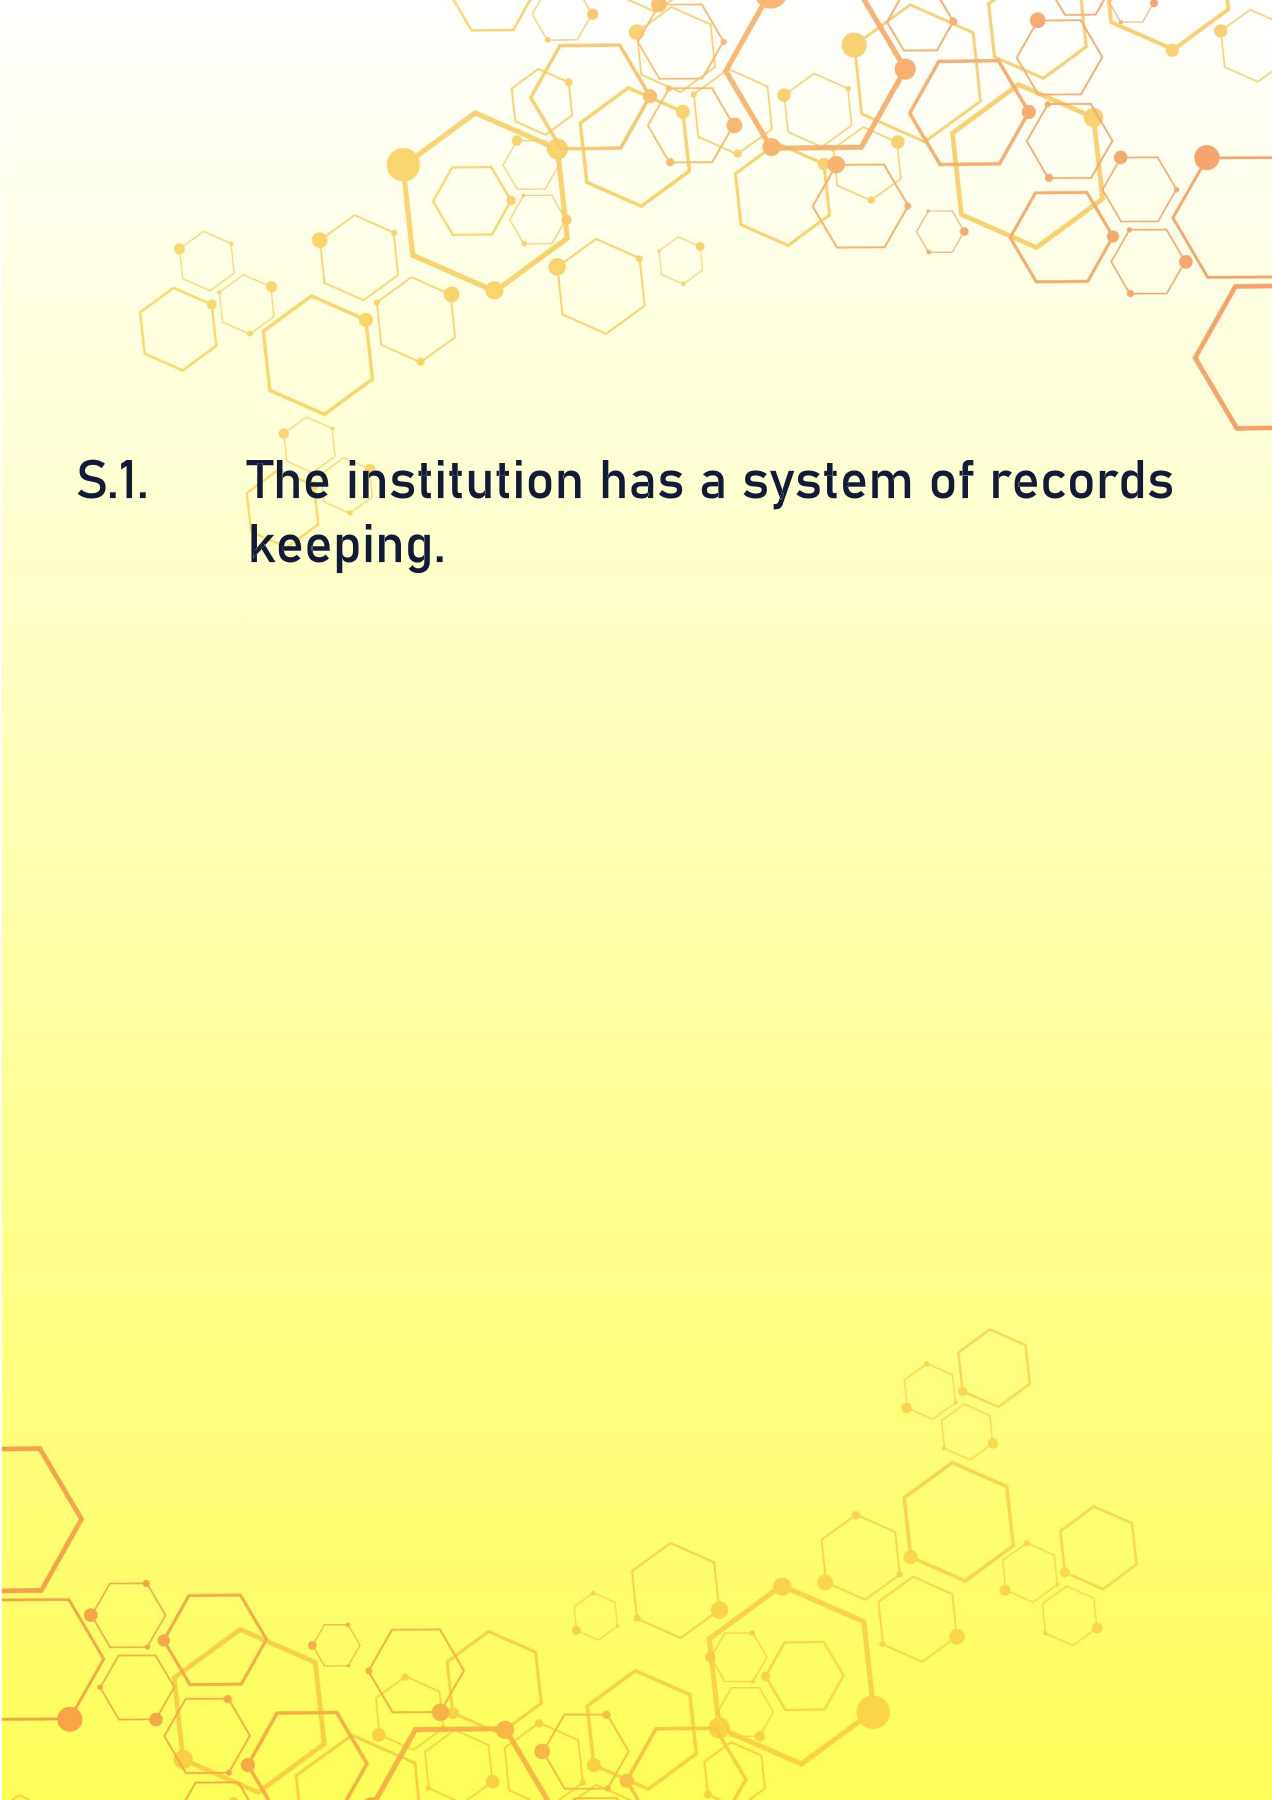 S.1. The institution has a system of records
keeping.